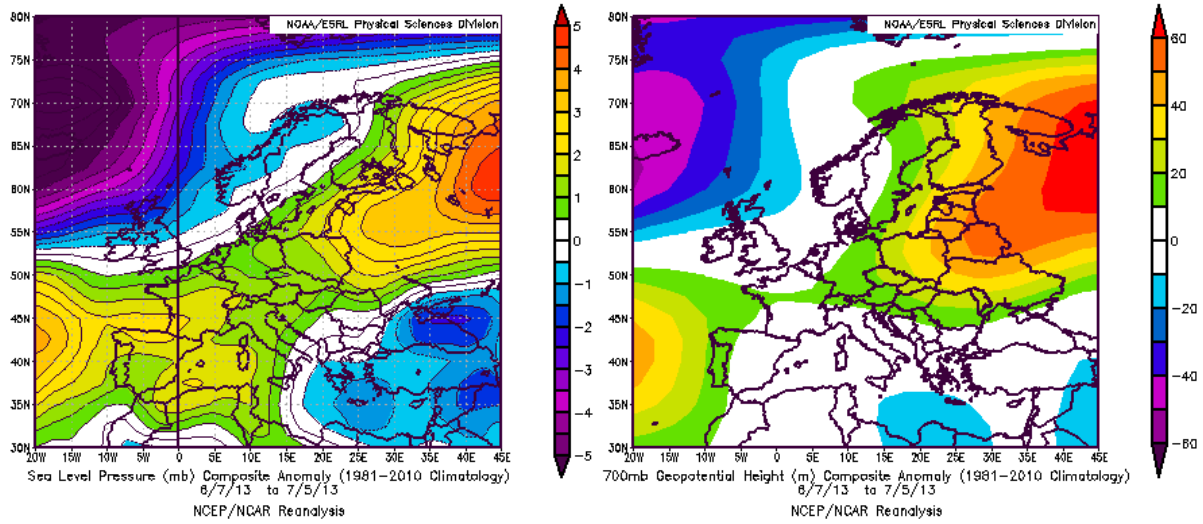 NOAA/ESRL Physical Sciences Division
80N
75N
70N
65N
60N
55N
50N
45N
40N
35N
30N
20W 15W 10W 5W 0 5E 10E 15E 20E 25E 30E 35E 40E 45E
5
4
3
2
1
0
−1
−2
−3
−4
−5
Sea Level Pressure (mb) Composite Anomaly (1981−2010 Climatology)
6/7/13 to 7/5/13
NCEP/NCAR Reanalysis
NOAA/ESRL Physical Sciences Division
80N
75N
70N
65N
60N
55N
50N
45N
40N
35N
30N
20W 15W 10W 5W 0 5E 10E 15E 20E 25E 30E 35E 40E 45E
60
40
20
0
−20
−40
−60
700mb Geopotential Height (m) Composite Anomaly (1981−2010 Climatology)
6/7/13 to 7/5/13
NCEP/NCAR Reanalysis